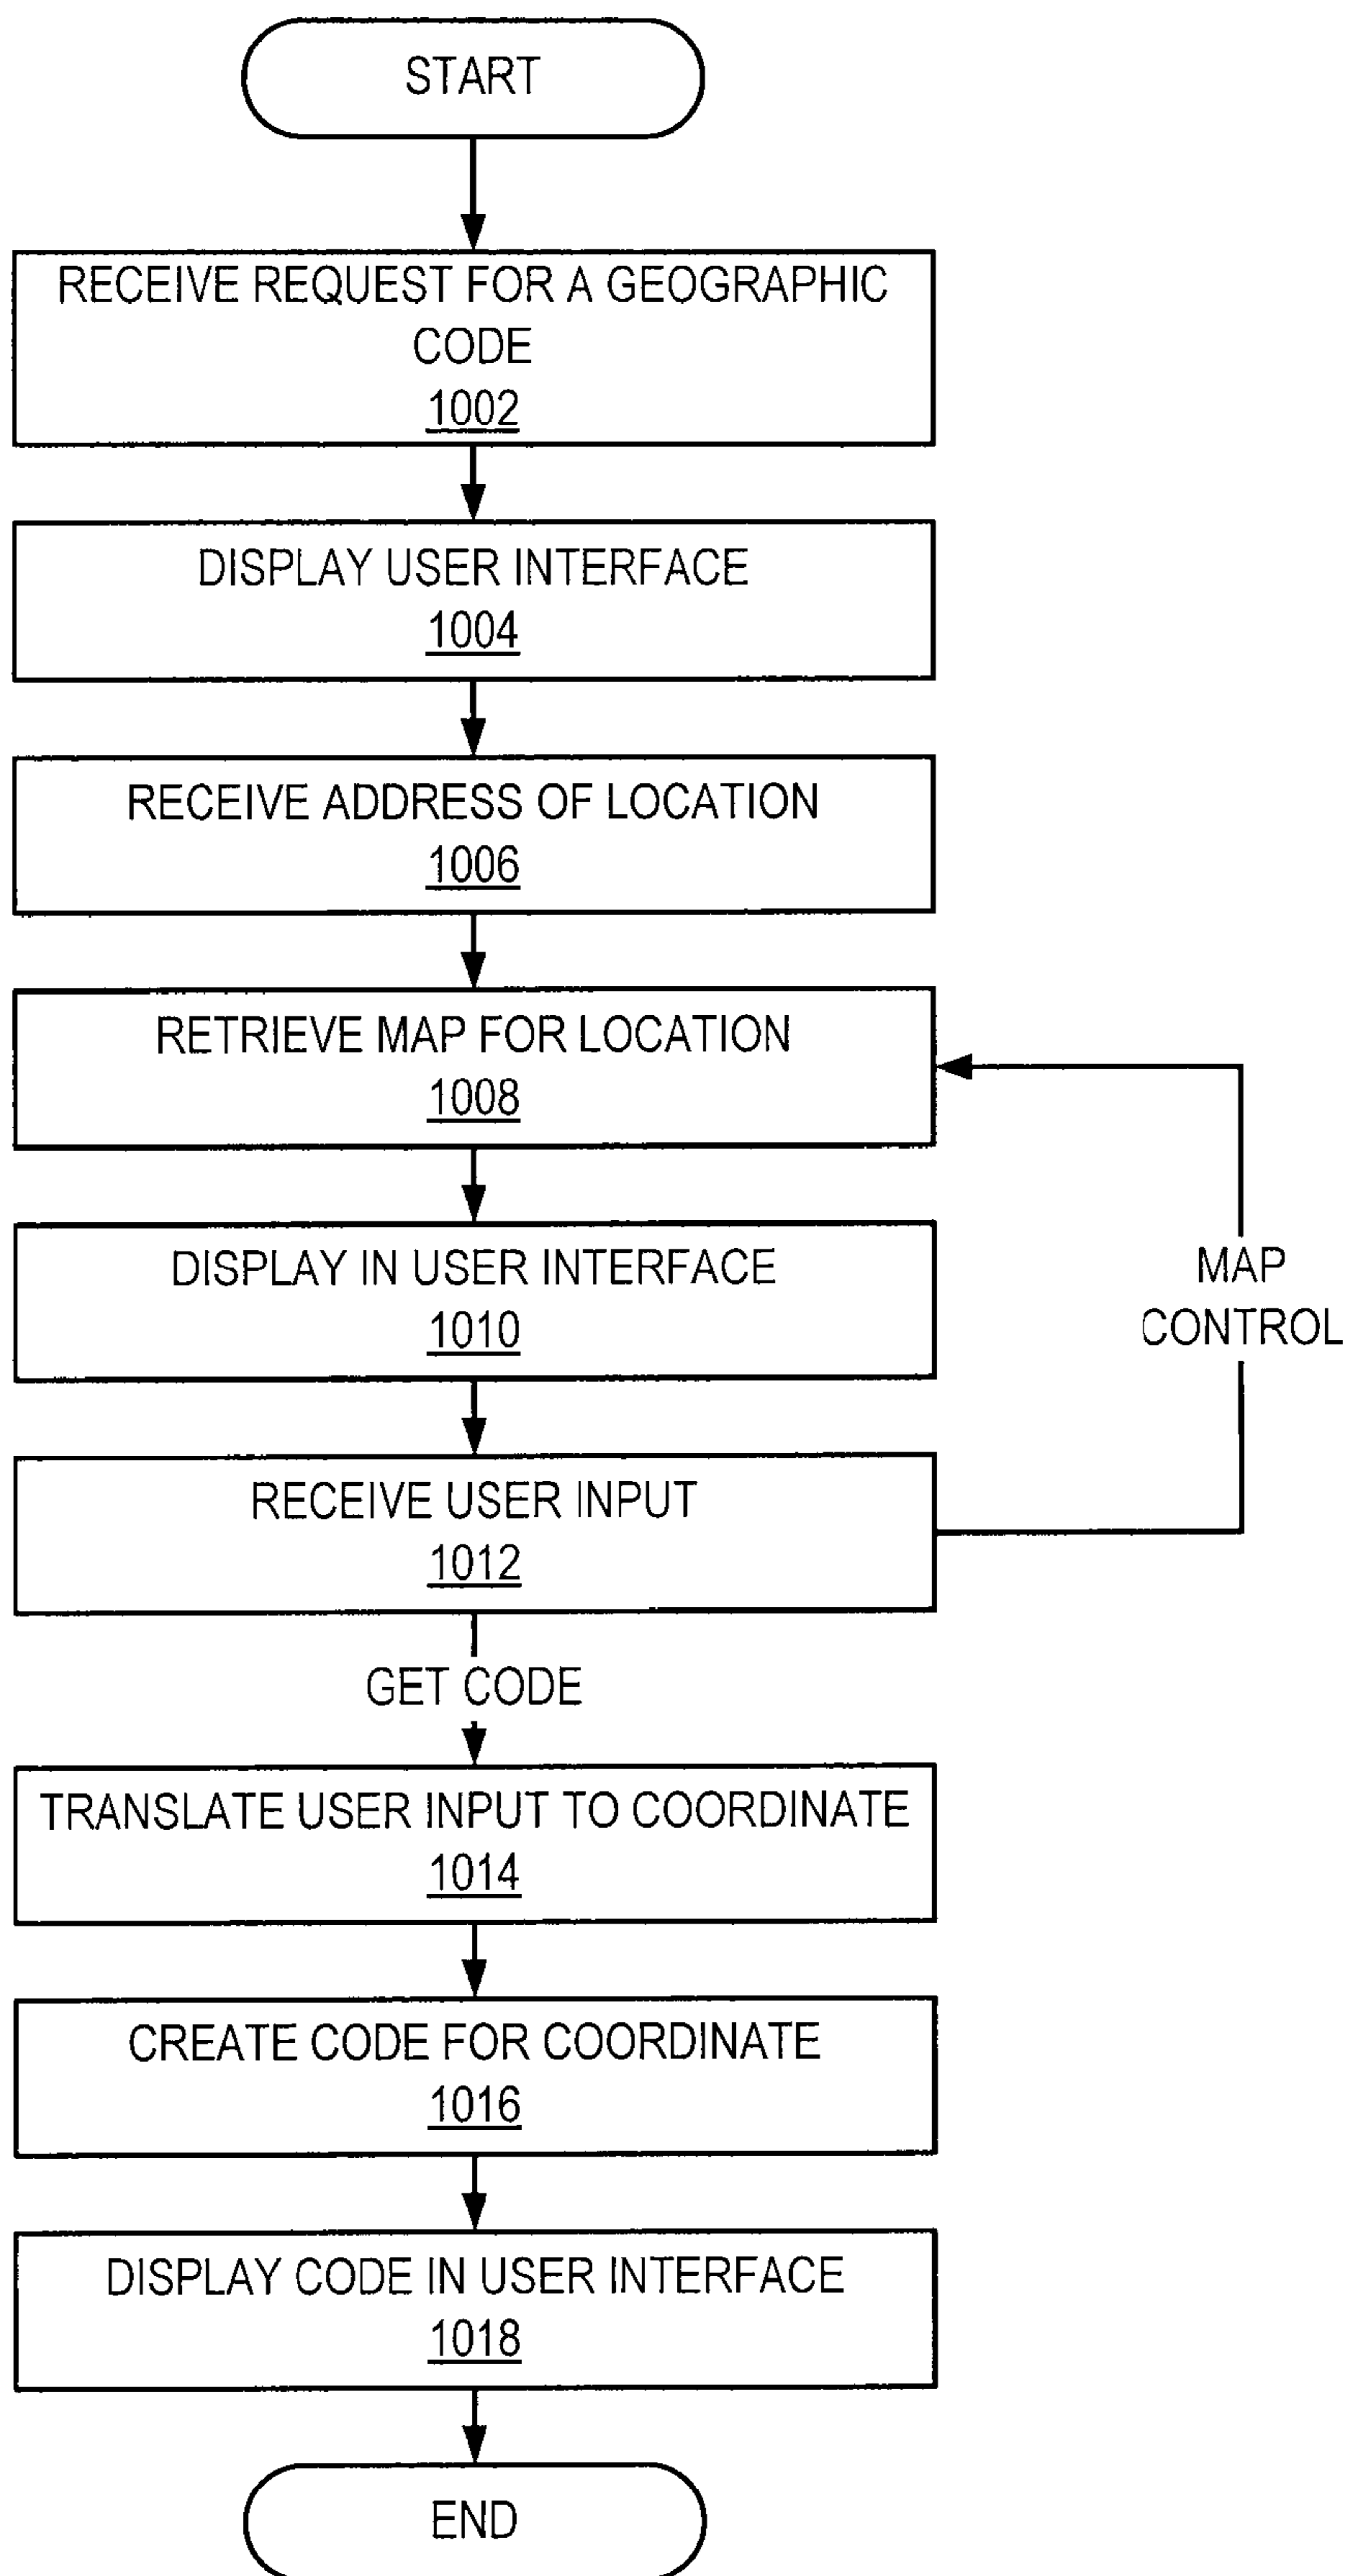 START
RECEIVE REQUEST FOR A GEOGRAPHIC
CODE
1002
DISPLAY USER INTERFACE
1004
RECEIVE ADDRESS OF LOCATION
1006
RETRIEVE MAP FOR LOCATION
1008
DISPLAY IN USER INTERFACE
1010
MAP
CONTROL
RECEIVE USER INPUT
1012
GET CODE
TRANSLATE USER INPUT TO COORDINATE
1014
CREATE CODE FOR COORDINATE
1016
DISPLAY CODE IN USER INTERFACE
1018
END